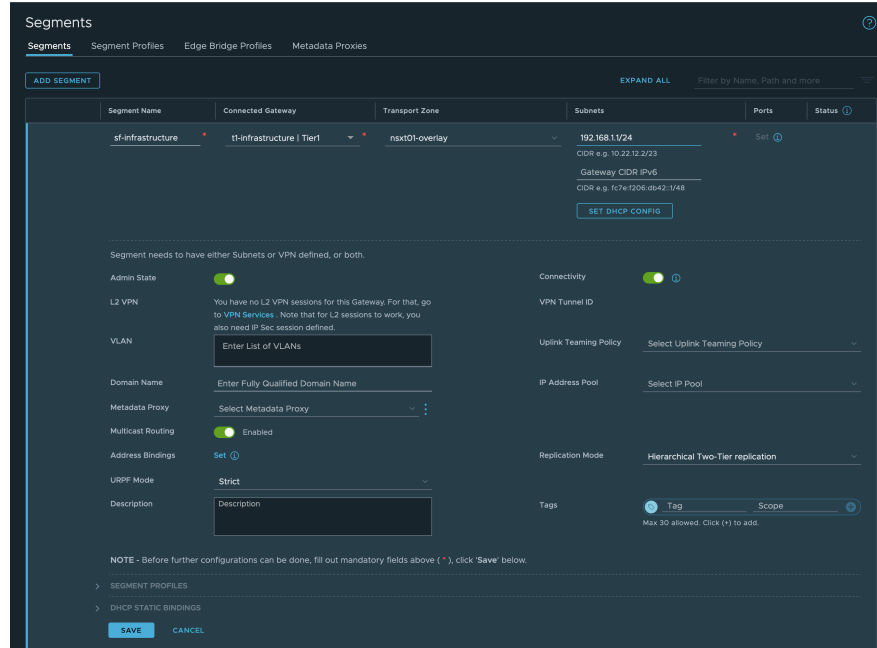 Segments
Segments Segment Profiles Edge Bridge Profiles Metadata Proxies
ADD SEGMENT EXPAND ALL Filter by Name, Path and more
Segment Name Connected Gateway Transport Zone Subnets Ports Status
sf-infrastructure * t1-infrastructure | Tier1 * nsxt01-overlay 192.168.1.1/24 * Set
CIDR e.g. 10.22.12.2/23
Gateway CIDR IPv6
CIDR e.g. fc7e:f206:db42::1/48
SET DHCP CONFIG
Segment needs to have either Subnets or VPN defined, or both.
Admin State Connectivity
L2 VPN You have no L2 VPN sessions for this Gateway. For that, go VPN Tunnel ID
to VPN Services . Note that for L2 sessions to work, you
also need IP Sec session defined.
VLAN Enter List of VLANs Uplink Teaming Policy Select Uplink Teaming Policy
Domain Name Enter Fully Qualified Domain Name IP Address Pool Select IP Pool
Metadata Proxy Select Metadata Proxy
Multicast Routing Enabled
Address Bindings Set Replication Mode Hierarchical Two-Tier replication
URPF Mode Strict
Description Description Tags Tag Scope
Max 30 allowed. Click (+) to add.
NOTE - Before further configurations can be done, fill out mandatory fields above ( * ), click 'Save' below.
SEGMENT PROFILES
DHCP STATIC BINDINGS
SAVE CANCEL